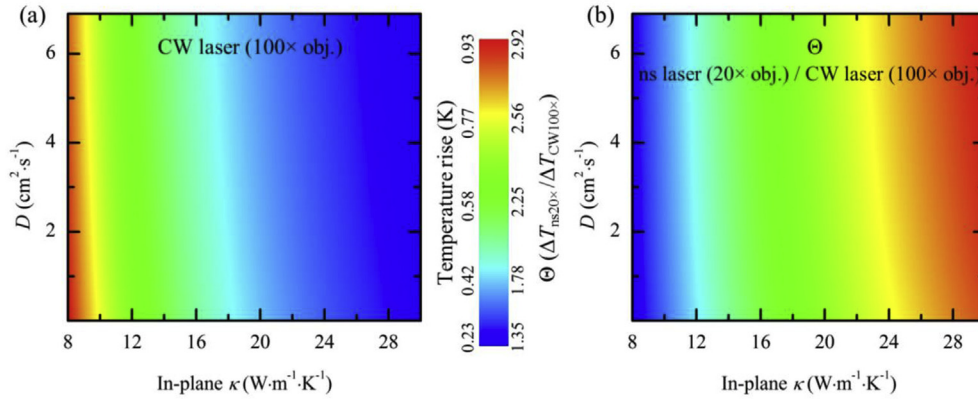 (a)
CW laser (100× obj.)
6
4
2
D (cm²·s⁻¹)
8 12 16 20 24 28
In-plane κ (W·m⁻¹·K⁻¹)
Temperature rise (K)
0.23 0.42 0.58 0.77 0.93
1.35 1.78 2.25 2.56 2.92
Θ (ΔTns20×/ΔTCW100×)
(b)
Θ
ns laser (20× obj.) / CW laser (100× obj.)
6
4
2
D (cm²·s⁻¹)
8 12 16 20 24 28
In-plane κ (W·m⁻¹·K⁻¹)